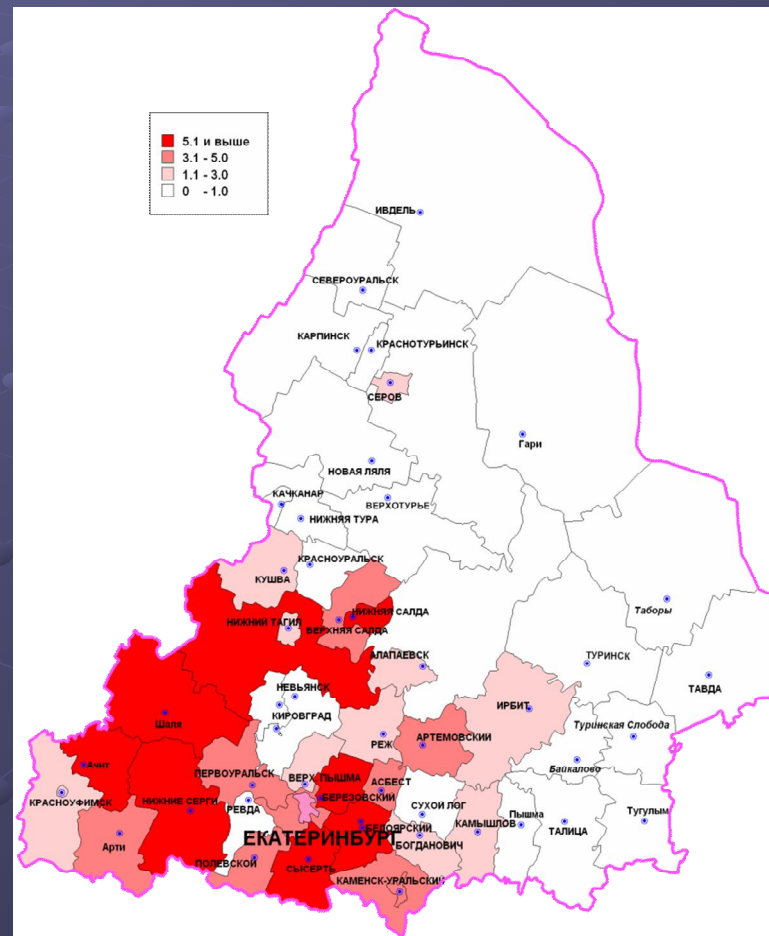 5.1 и выше
3.1 - 5.0
1.1 - 3.0
0 - 1.0
ИВДЕЛЬ
СЕВЕРОУРАЛЬСК
КАРПИНСК
КРАСНОТУРЬИНСК
СЕРОВ
Гари
НОВАЯ ЛЯЛЯ
КАЧКАНАР
ВЕРХОТУРЬЕ
НИЖНЯЯ ТУРА
КРАСНОУРАЛЬСК
КУШВА
Таборы
НИЖНЯЯ САЛДА
НИЖНИЙ ТАГИЛ
ВЕРХНЯЯ САЛДА
АЛАПАЕВСК
ТУРИНСК
ТАВДА
НЕВЬЯНСК
ИРБИТ
КИРОВГРАД
Шаля
Туринская Слобода
РЕЖ
АРТЕМОВСКИЙ
Ачит
Байкалово
ПЕРВОУРАЛЬСК
ВЕРХ
ПЫШМА
АСБЕСТ
КРАСНОУФИМСК
НИЖНИЕ СЕРГИ
РЕВДА
БЕРЕЗОВСКИЙ
СУХОЙ ЛОГ
Пышма
ТАЛИЦА
Тугулым
КАМЫШЛОВ
БЕЛОЯРСКИЙ
ЕКАТЕРИНБУРГ
Арти
БОГДАНОВИЧ
ПОЛЕВСКОЙ
СЫСЕРТЬ
КАМЕНСК-УРАЛЬСКИЙ